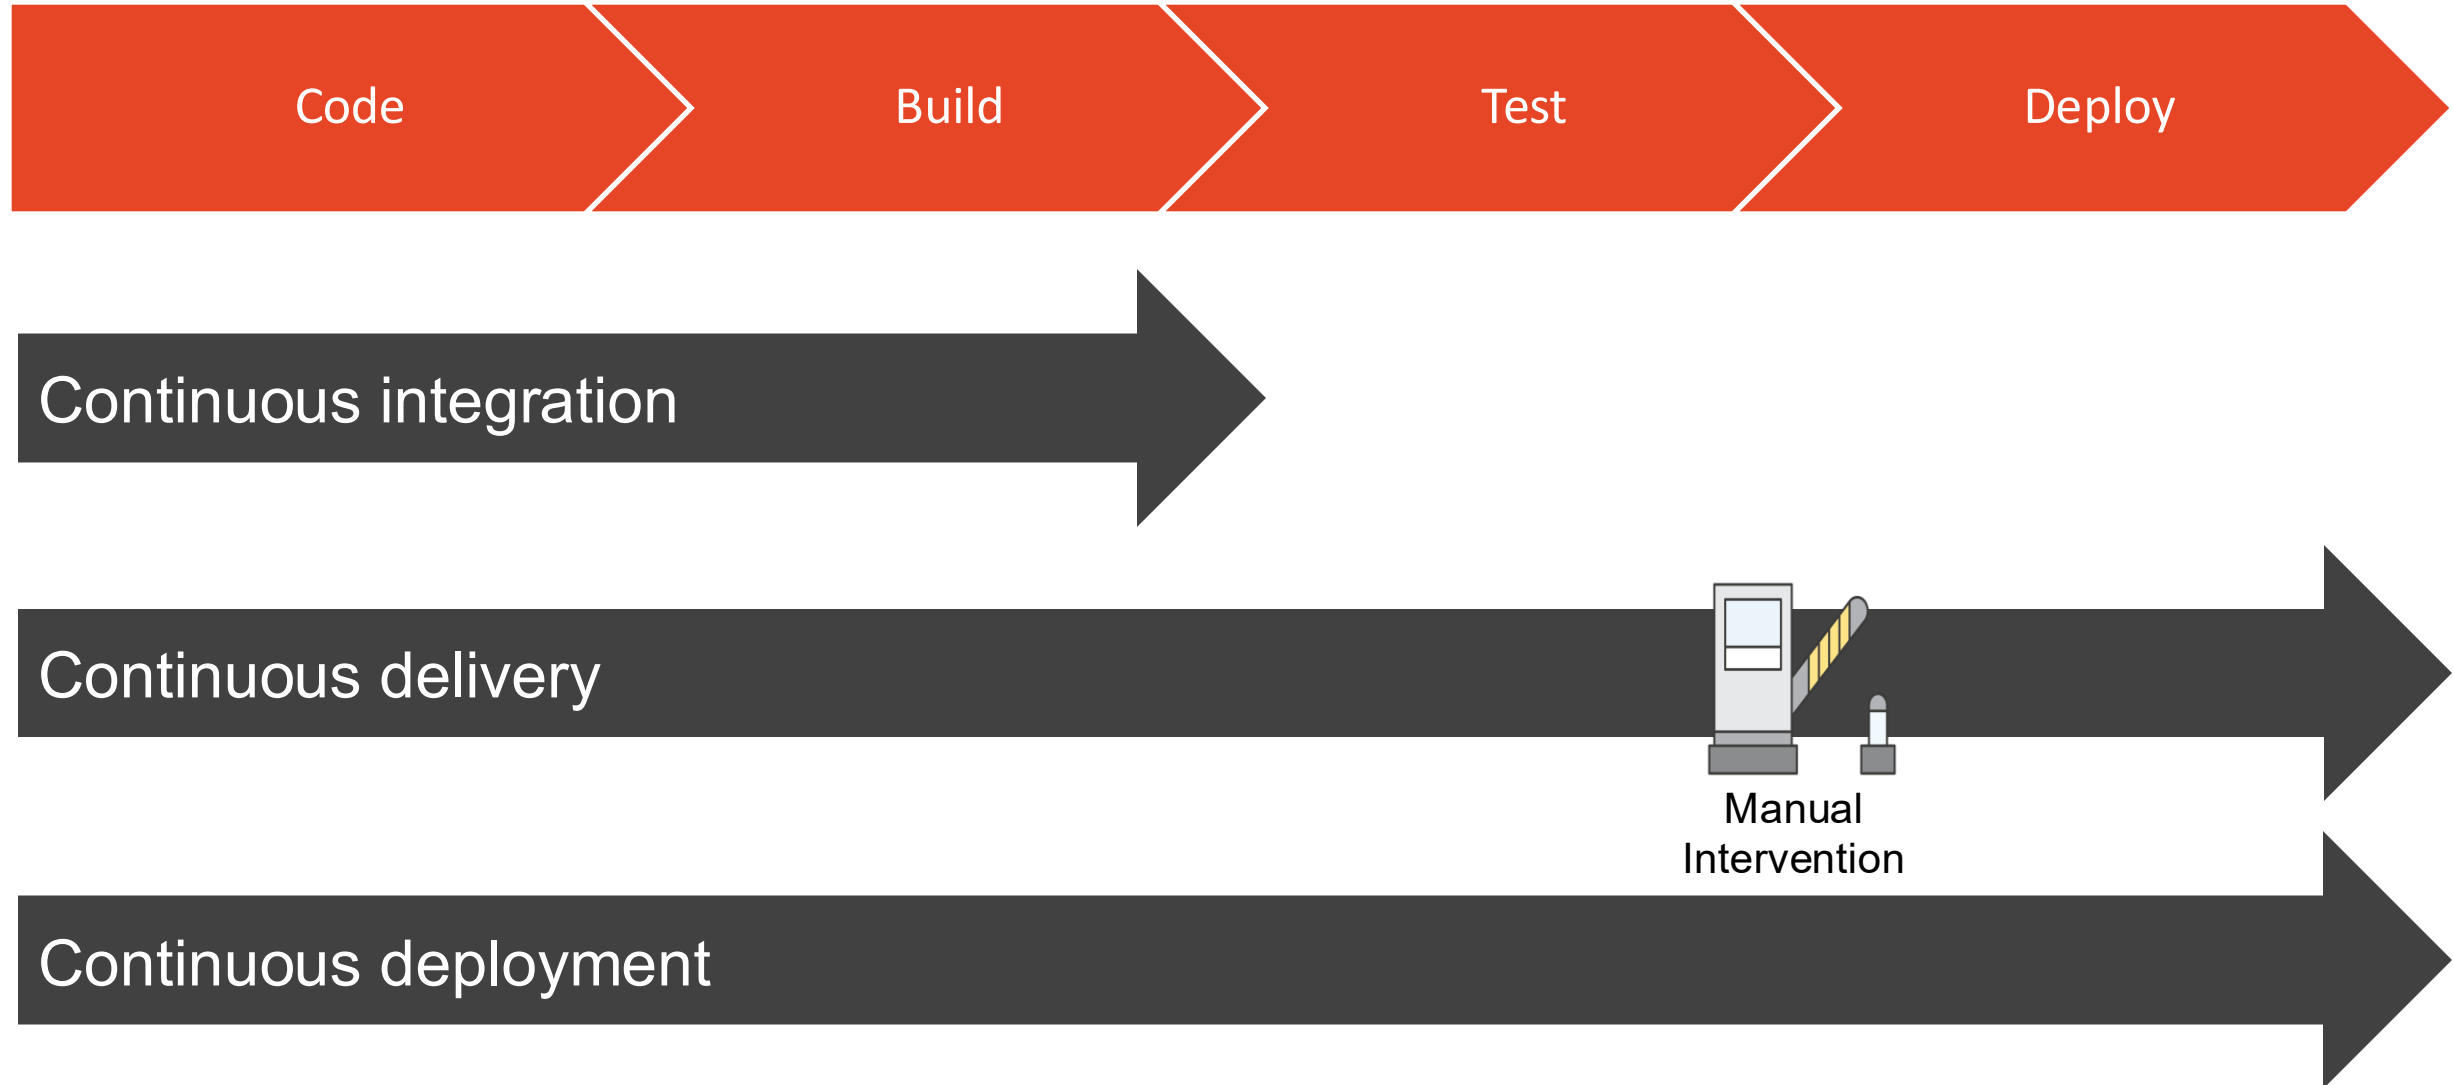 Code
Build
Test
Deploy
Continuous integration
Continuous delivery
Manual
Intervention
Continuous deployment